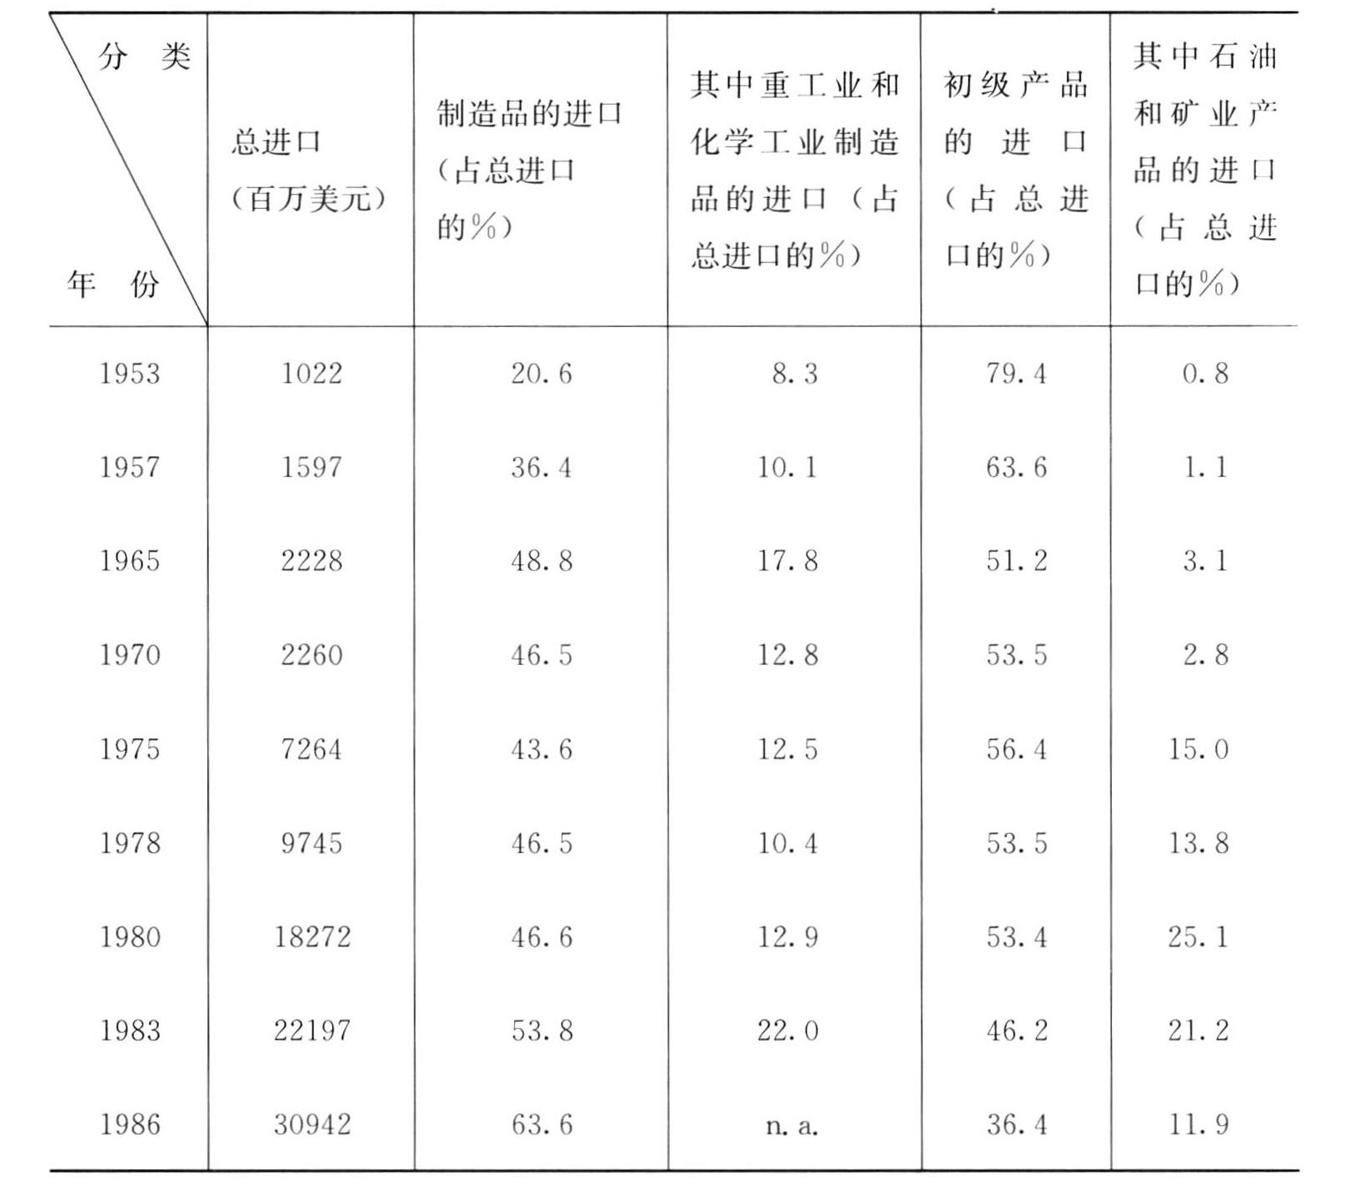 分 类
年 份
总进口
（百万美元）
制造品的进口
（占总进口
的%）
其中重工业和
化学工业制造
品的进口（占
总进口的%）
初级产品
的进口
（占总进
口的%）
其中石油
和矿业产
品的进口
（占总进
口的%）
1953 1022 20.6 8.3 79.4 0.8
1957 1597 36.4 10.1 63.6 1.1
1965 2228 48.8 17.8 51.2 3.1
1970 2260 46.5 12.8 53.5 2.8
1975 7264 43.6 12.5 56.4 15.0
1978 9745 46.5 10.4 53.5 13.8
1980 18272 46.6 12.9 53.4 25.1
1983 22197 53.8 22.0 46.2 21.2
1986 30942 63.6 n.a. 36.4 11.9